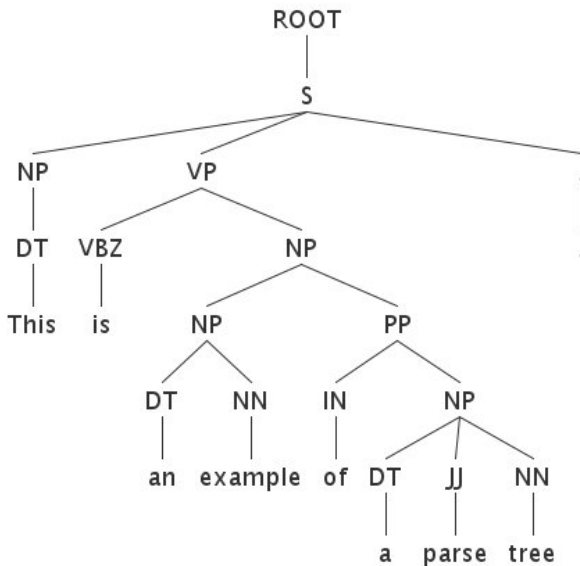 ROOT
S
NP VP
DT VBZ NP
This is NP PP
DT NN IN NP
an example of DT JJ NN
a parse tree